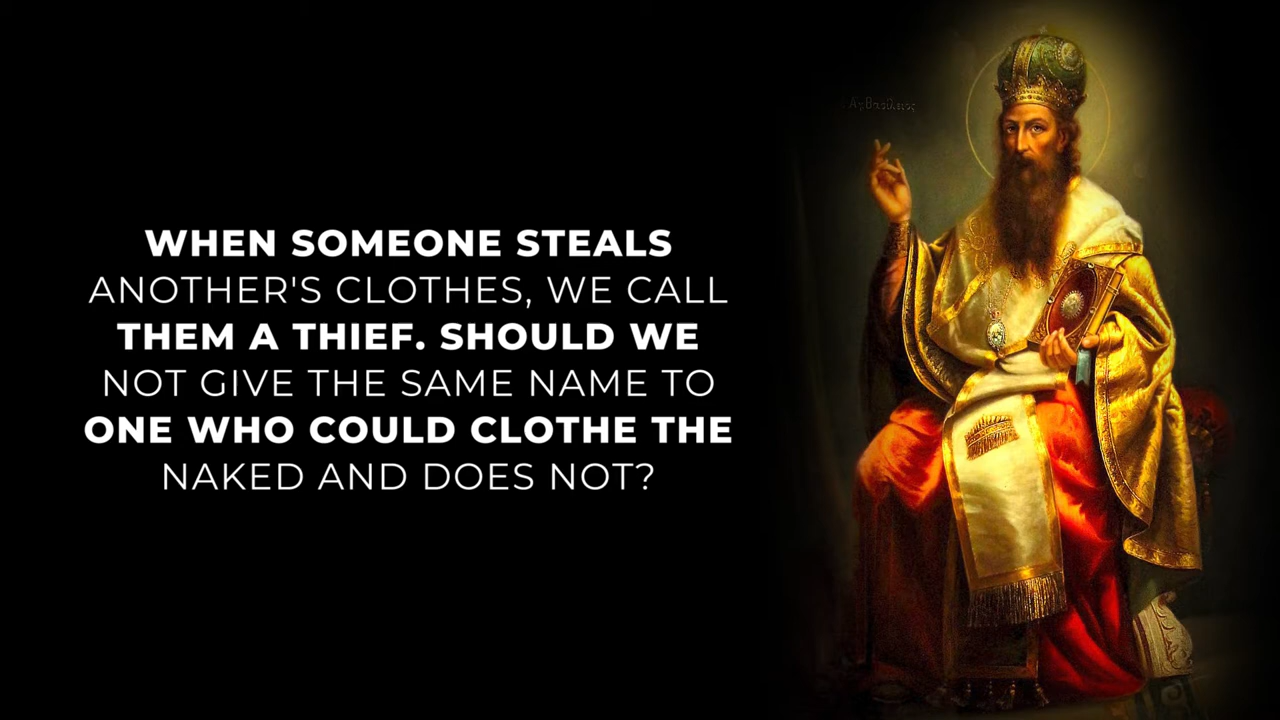 WHEN SOMEONE STEALS
ANOTHER'S CLOTHES, WE CALL
THEM A THIEF. SHOULD WE
NOT GIVE THE SAME NAME TO
ONE WHO COULD CLOTHE THE
NAKED AND DOES NOT?